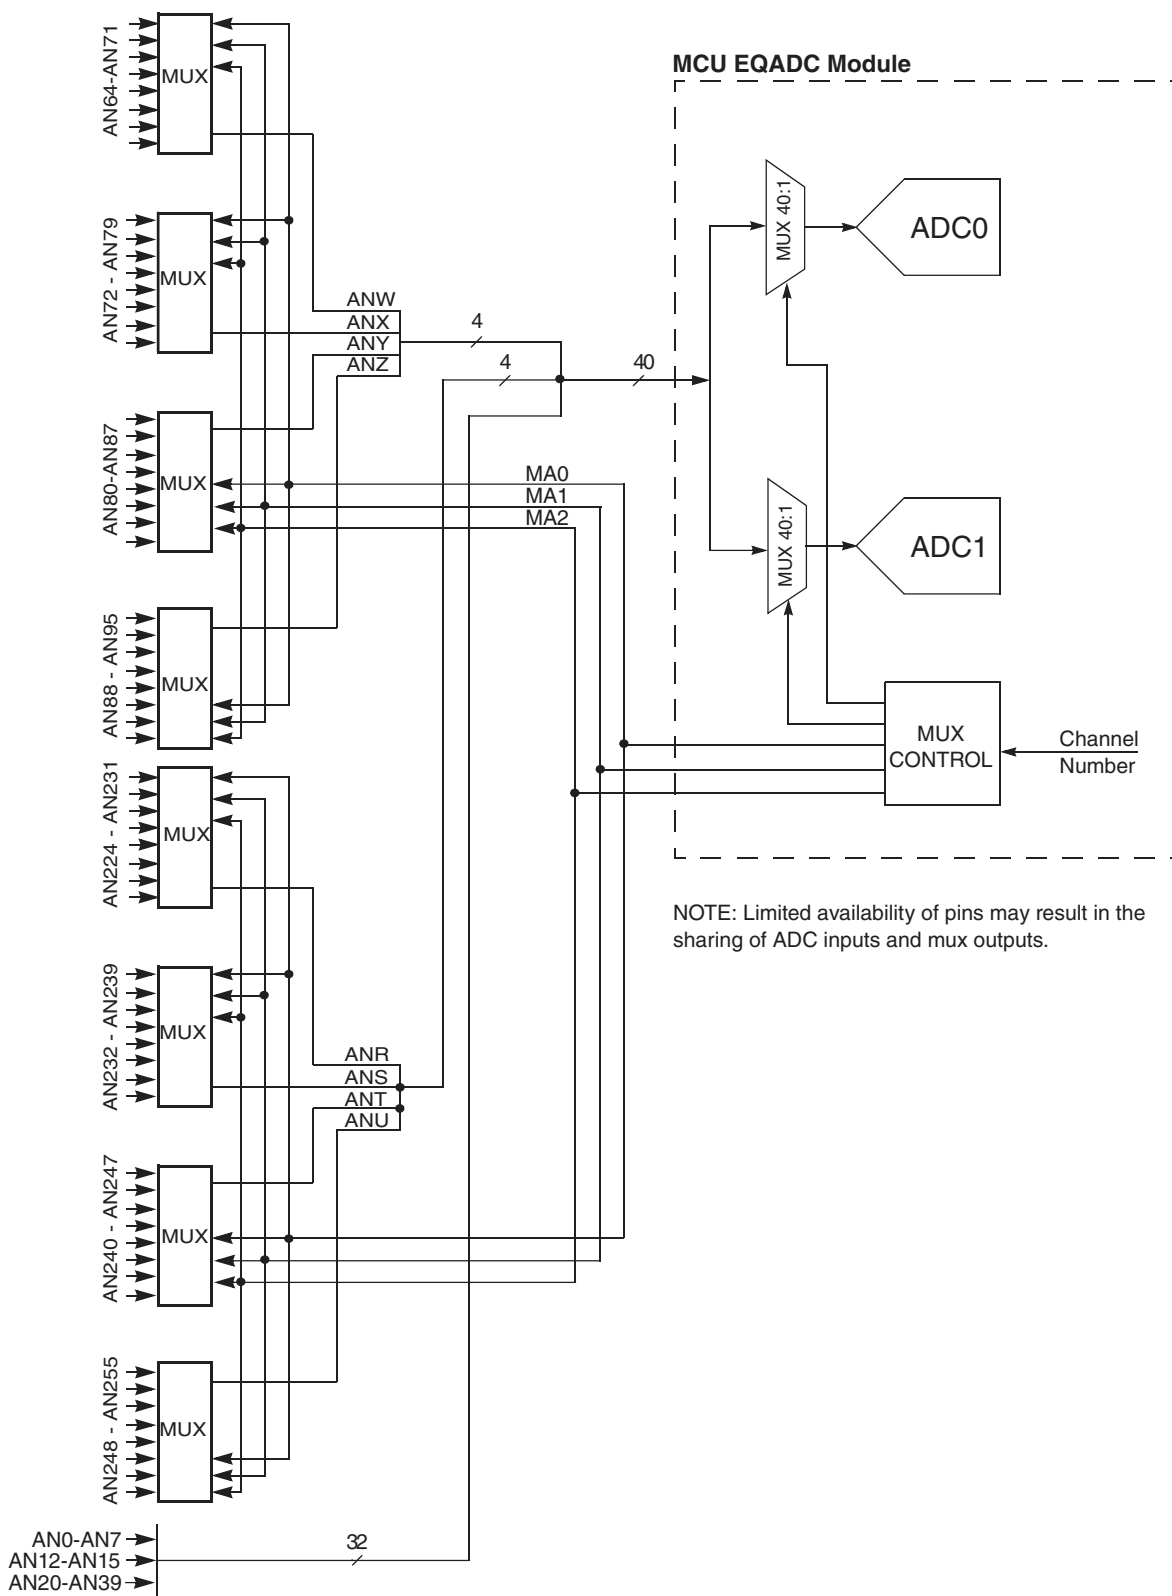 AN64-AN71
MUX
MCU EQADC Module
MUX 40:1
ADC0
AN72 - AN79
MUX
ANW
ANX
ANY
ANZ
4
4
40
AN80-AN87
MUX
MA0
MA1
MA2
MUX 40:1
ADC1
AN88 - AN95
MUX
MUX
CONTROL
Channel
Number
AN224 - AN231
MUX
NOTE: Limited availability of pins may result in the
sharing of ADC inputs and mux outputs.
AN232 - AN239
MUX
ANR
ANS
ANT
ANU
AN240 - AN247
MUX
AN248 - AN255
MUX
AN0-AN7
AN12-AN15
AN20-AN39
32